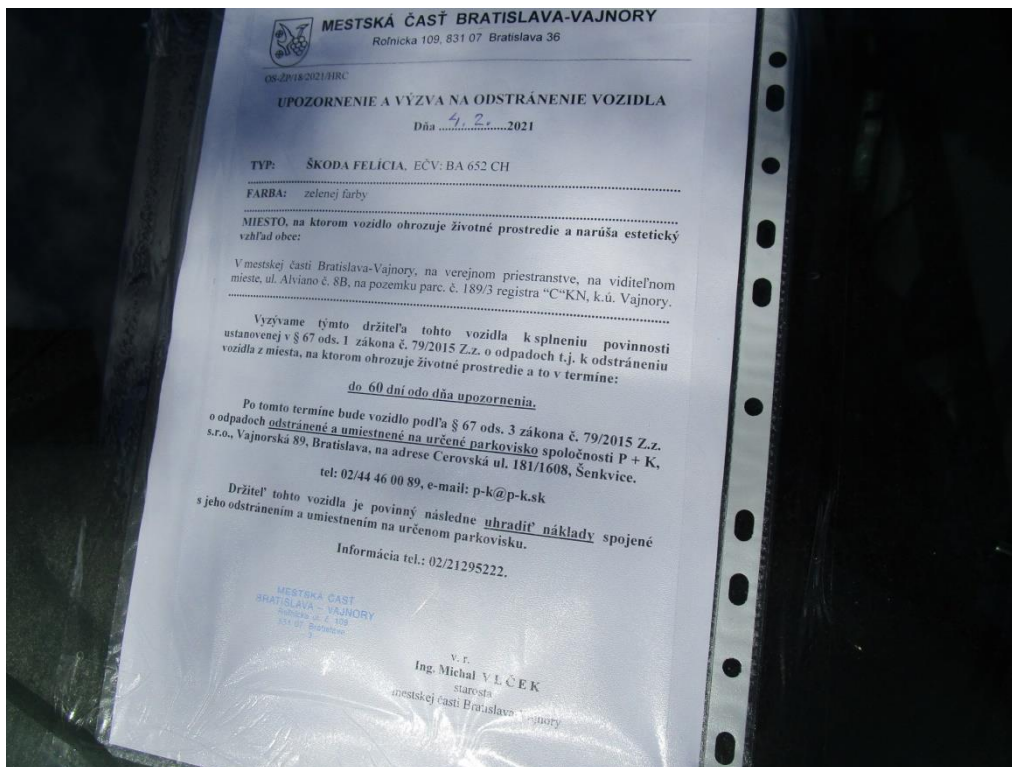 MESTSKÁ ČASŤ BRATISLAVA-VAJNORY
Roľnícka 109, 831 07 Bratislava 36
OS-ŽP/18/2021/HRC
UPOZORNENIE A VÝZVA NA ODSTRÁNENIE VOZIDLA
Dňa ....4. 2. ......2021
TYP: ŠKODA FELÍCIA, EČV: BA 652 CH
FARBA: zelenej farby
MIESTO, na ktorom vozidlo ohrozuje životné prostredie a narúša estetický
vzhľad obce:
V mestskej časti Bratislava-Vajnory, na verejnom priestranstve, na viditeľnom
mieste, ul. Alviano č. 8B, na pozemku parc. č. 189/3 registra "C"KN, k.ú. Vajnory.
Vyzývame týmto držiteľa tohto vozidla k splneniu povinnosti
ustanovenej v § 67 ods. 1 zákona č. 79/2015 Z.z. o odpadoch t.j. k odstráneniu
vozidla z miesta, na ktorom ohrozuje životné prostredie a to v termíne:
do 60 dní odo dňa upozornenia.
Po tomto termíne bude vozidlo podľa § 67 ods. 3 zákona č. 79/2015 Z.z.
o odpadoch odstránené a umiestnené na určené parkovisko spoločnosti P + K,
s.r.o., Vajnorská 89, Bratislava, na adrese Cerovská ul. 181/1608, Šenkvice.
tel: 02/44 46 00 89, e-mail: p-k@p-k.sk
Držiteľ tohto vozidla je povinný následne uhradiť náklady spojené
s jeho odstránením a umiestnením na určenom parkovisku.
Informácia tel.: 02/21295222.
MESTSKÁ ČASŤ
BRATISLAVA - VAJNORY
Roľnícka ul. č. 109
831 07 Bratislava
v. r.
Ing. Michal VLČEK
starosta
mestskej časti Bratislava-Vajnory